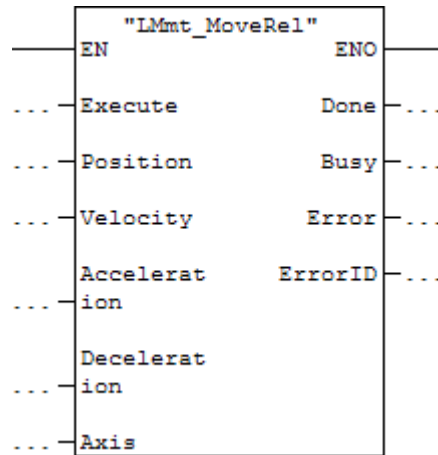 "LMmt_MoveRel"
EN ENO
... Execute Done ...
... Position Busy ...
... Velocity Error ...
Accelerat ErrorID ...
... ion
Decelerat
... ion
... Axis